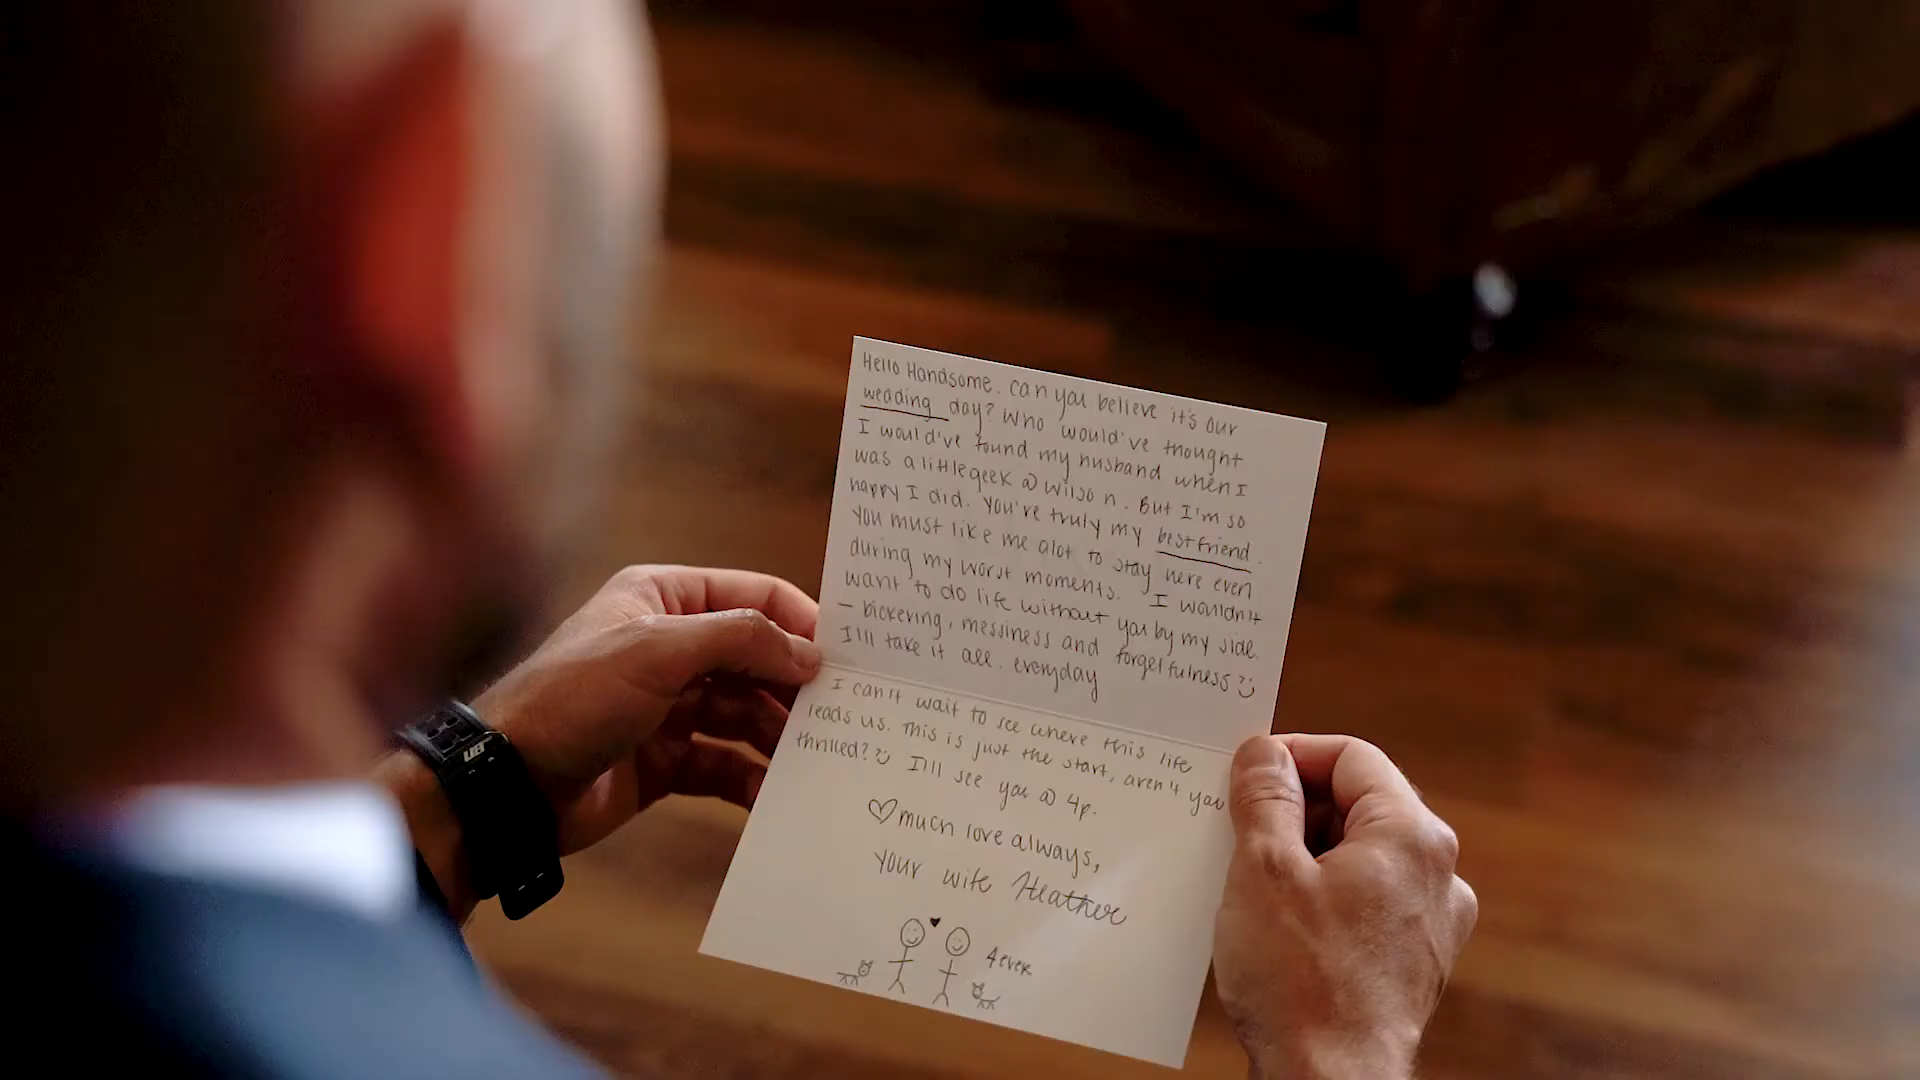 Hello Handsome. can you believe it's our
wedding day? Who would've thought
I would've found my husband when I
was a little geek @ Wilson. But I'm so
happy I did. You're truly my bestfriend.
You must like me alot to stay here even
during my worst moments. I wouldn't
want to do life without you by my side.
- bickering, messiness and forgetfulness :)
I'll take it all. everyday
I can't wait to see where this life
leads us. This is just the start, aren't you
thrilled? :) I'll see you @ 4p.
♡ much love always,
Your wife Heather
4ever